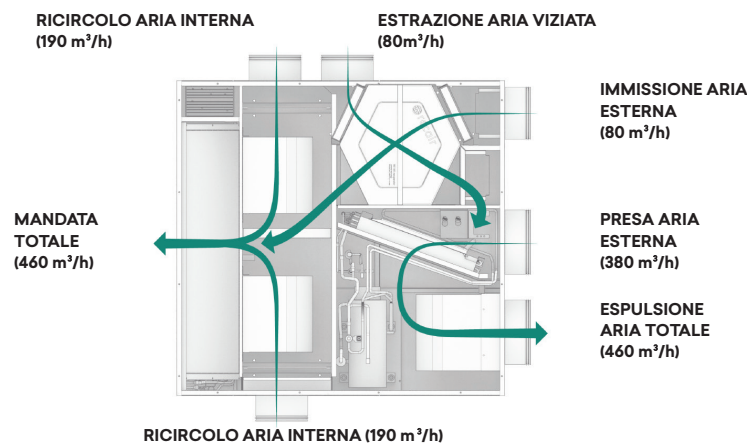 RICIRCOLO ARIA INTERNA
(190 m³/h)
ESTRAZIONE ARIA VIZIATA
(80m³/h)
IMMISSIONE ARIA
ESTERNA
(80 m³/h)
MANDATA
TOTALE
(460 m³/h)
PRESA ARIA
ESTERNA
(380 m³/h)
ESPULSIONE
ARIA TOTALE
(460 m³/h)
RICIRCOLO ARIA INTERNA (190 m³/h)